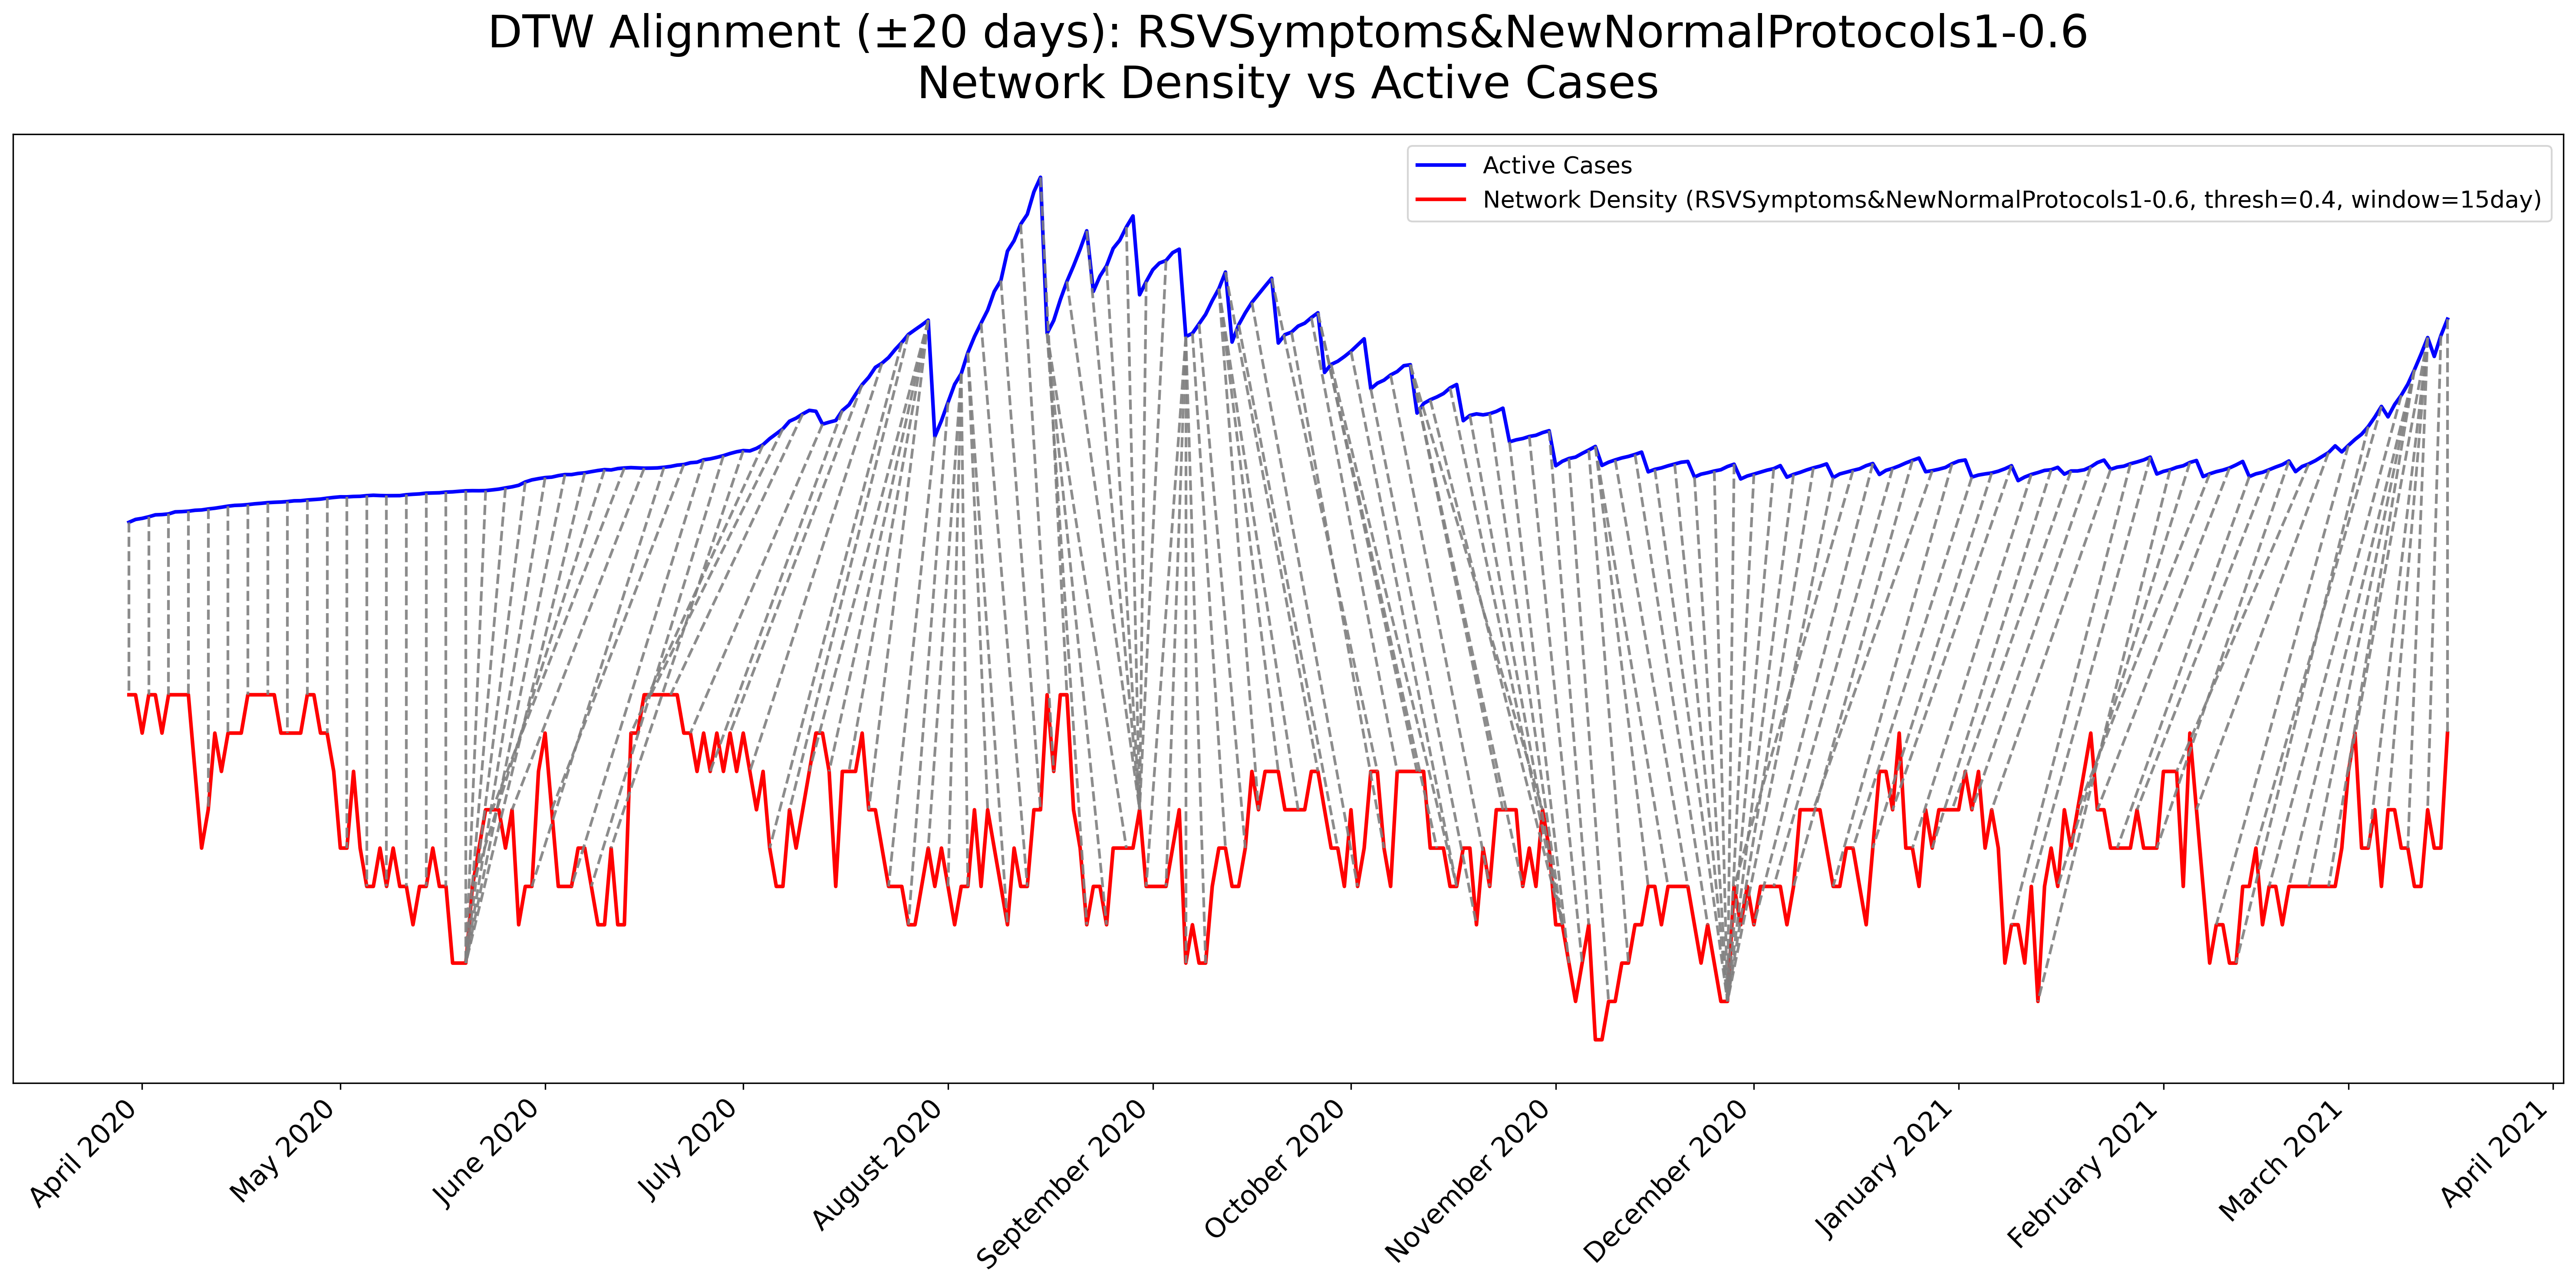 DTW Alignment (±20 days): RSVSymptoms&NewNormalProtocols1-0.6
Network Density vs Active Cases
Active Cases
Network Density (RSVSymptoms&NewNormalProtocols1-0.6, thresh=0.4, window=15day)
April 2020
May 2020
June 2020
July 2020
August 2020
September 2020
October 2020
November 2020
December 2020
January 2021
February 2021
March 2021
April 2021